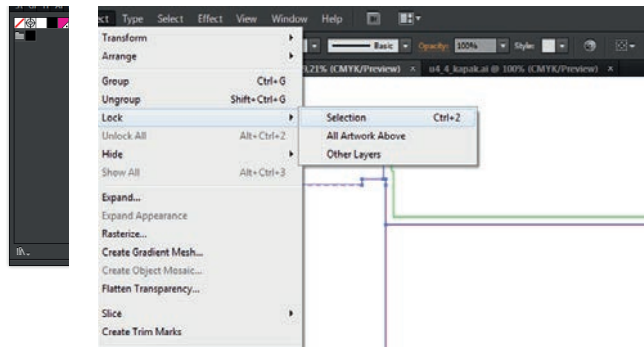 ct Type Select Effect View Window Help
Basic Opacity: 100% Style:
9,21% (CMYK/Preview) × u4_4_kapak.ai @ 100% (CMYK/Preview) ×
Transform
Arrange
Group Ctrl+G
Ungroup Shift+Ctrl+G
Lock
Selection Ctrl+2
All Artwork Above
Other Layers
Unlock All Alt+Ctrl+2
Hide
Show All Alt+Ctrl+3
Expand...
Expand Appearance
Rasterize...
Create Gradient Mesh...
Create Object Mosaic...
Flatten Transparency...
Slice
Create Trim Marks